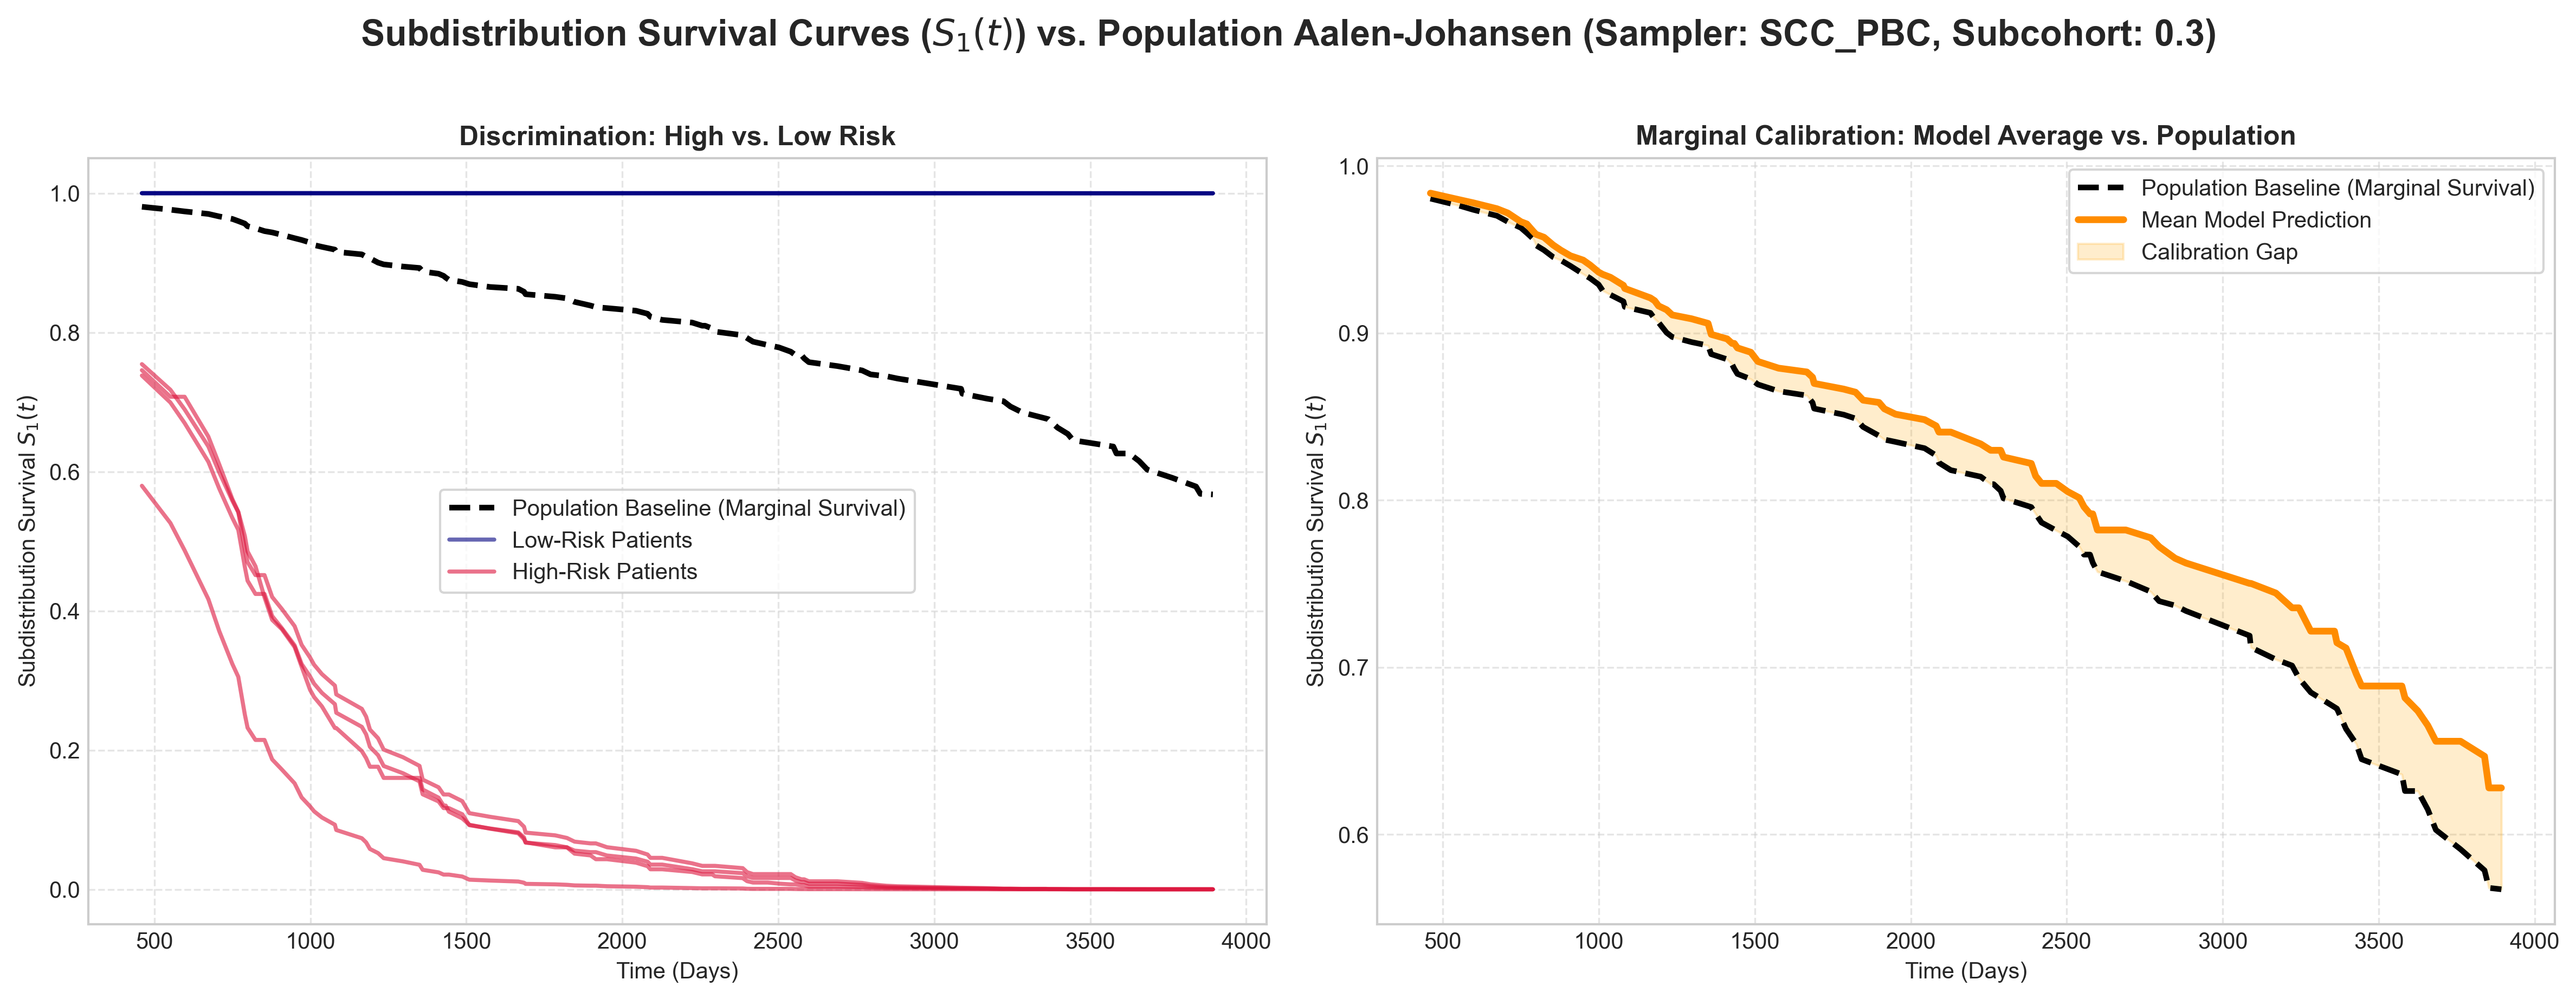 Subdistribution Survival Curves (S₁(t)) vs. Population Aalen-Johansen (Sampler: SCC_PBC, Subcohort: 0.3)
Discrimination: High vs. Low Risk
Subdistribution Survival S₁(t)
1.0
0.8
0.6
0.4
0.2
0.0
Population Baseline (Marginal Survival)
Low-Risk Patients
High-Risk Patients
500 1000 1500 2000 2500 3000 3500 4000
Time (Days)
Marginal Calibration: Model Average vs. Population
Subdistribution Survival S₁(t)
1.0
0.9
0.8
0.7
0.6
Population Baseline (Marginal Survival)
Mean Model Prediction
Calibration Gap
500 1000 1500 2000 2500 3000 3500 4000
Time (Days)